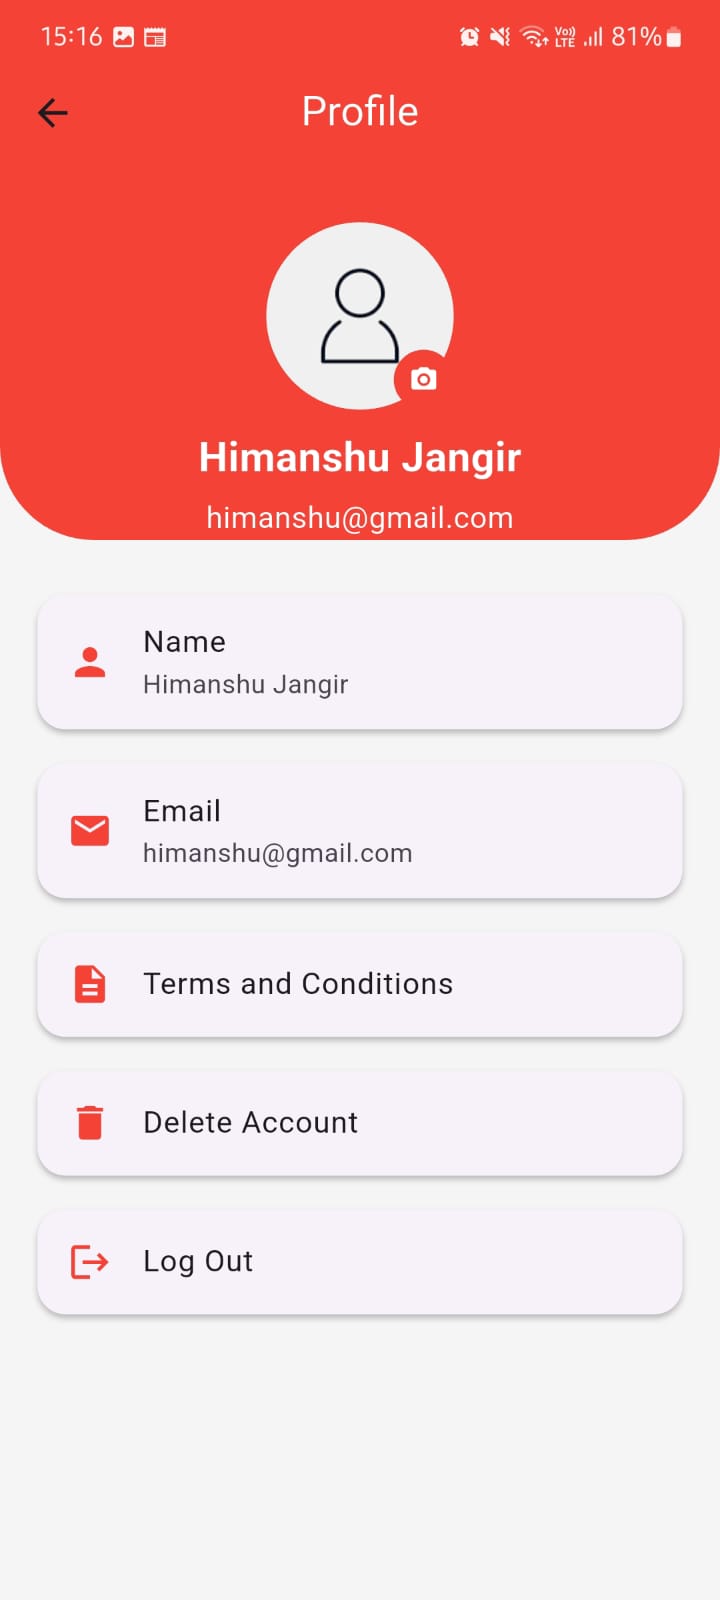 15:16
Vo))
LTE
81%
Profile
Himanshu Jangir
himanshu@gmail.com
Name
Himanshu Jangir
Email
himanshu@gmail.com
Terms and Conditions
Delete Account
Log Out